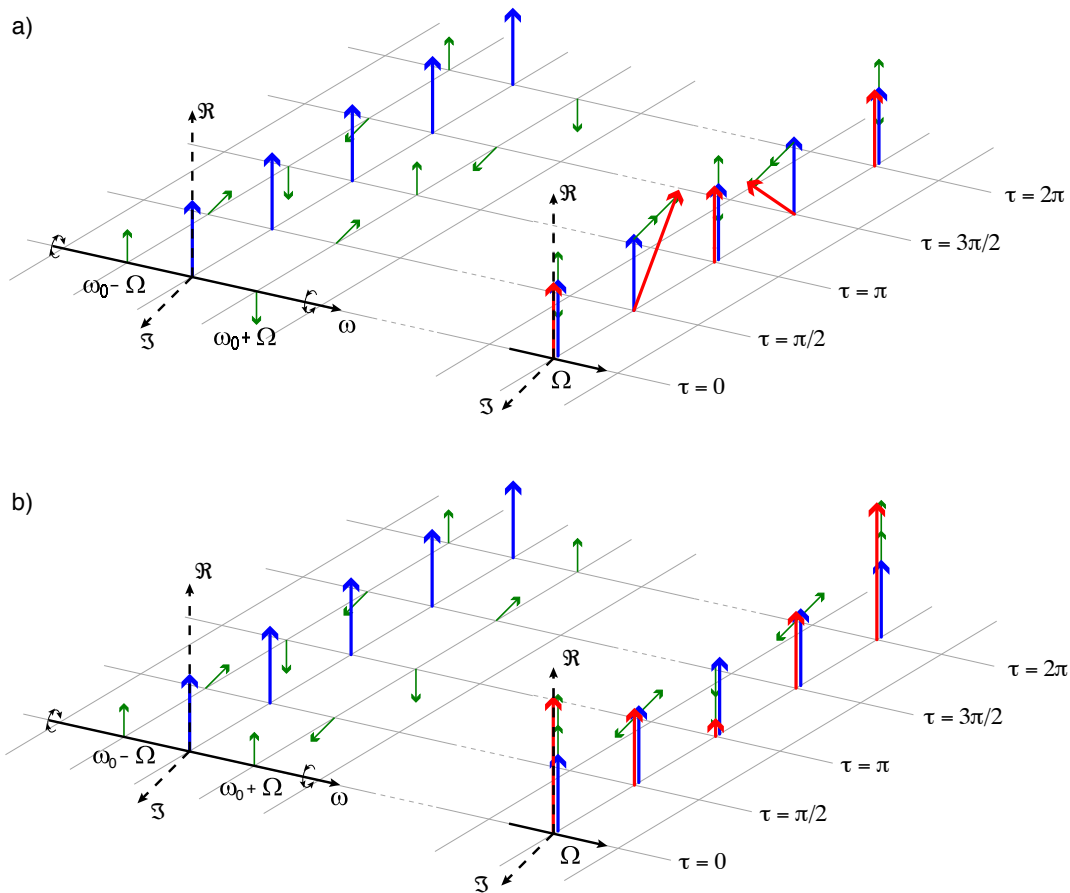 a)
ℜ
ℜ
τ = 2π
τ = 3π/2
τ = π
ω₀ − Ω
ω₀ + Ω
ω
ℑ
τ = π/2
Ω
τ = 0
ℑ
b)
ℜ
ℜ
τ = 2π
τ = 3π/2
τ = π
ω₀ − Ω
ω₀ + Ω
ω
ℑ
τ = π/2
Ω
τ = 0
ℑ